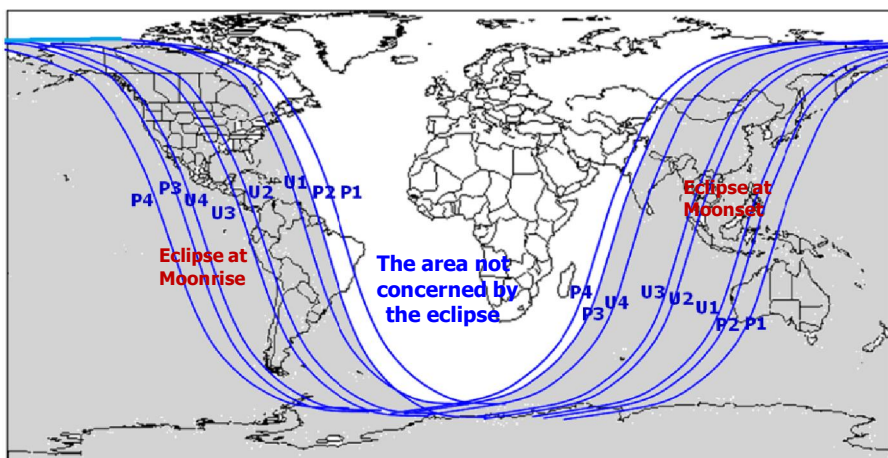 P4 P3 U4 U3 U2 U1 P2 P1
Eclipse at
Moonrise
The area not
concerned by
the eclipse
Eclipse at
Moonset
P4 P3 U4 U3 U2 U1 P2 P1